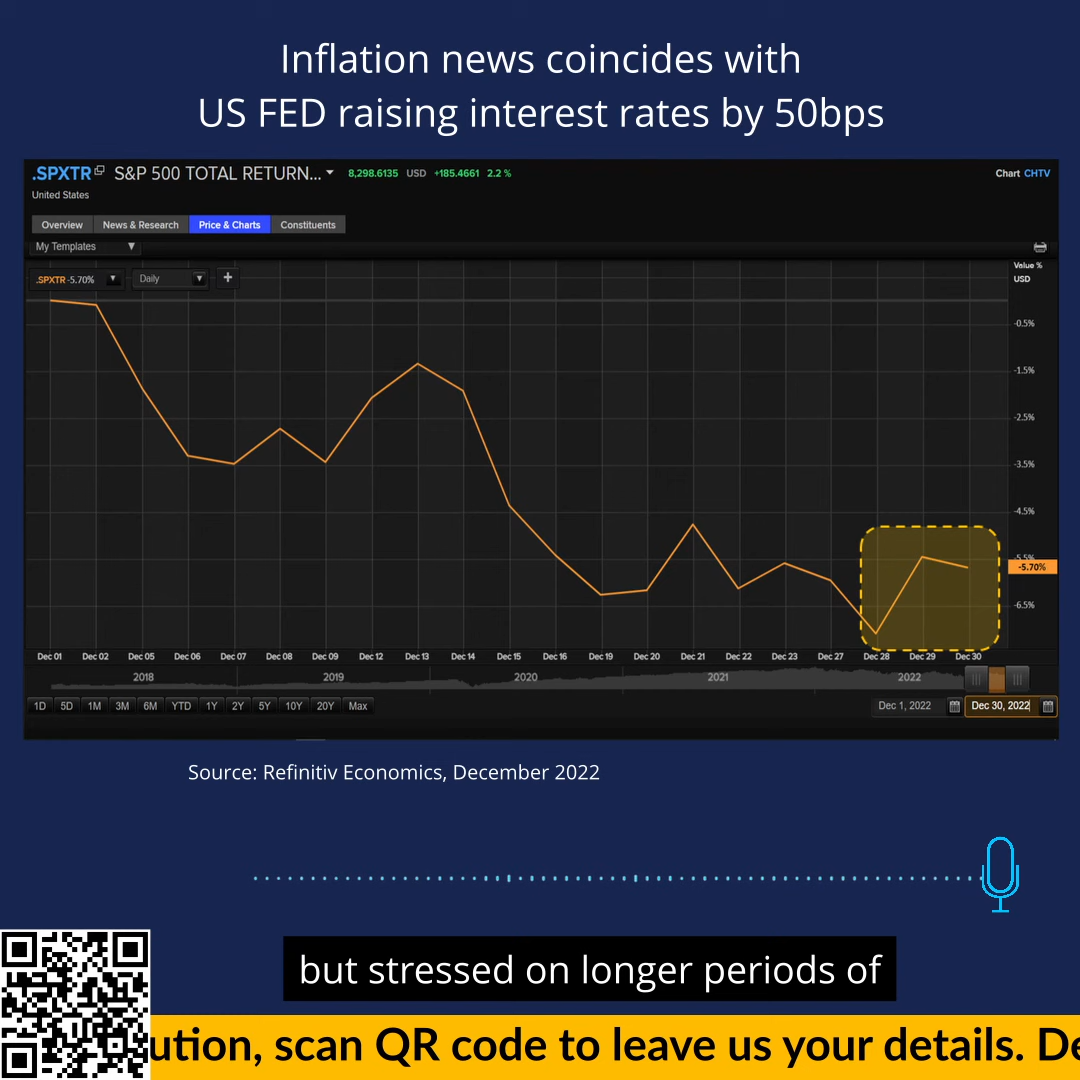 Inflation news coincides with
US FED raising interest rates by 50bps
.SPXTR S&P 500 TOTAL RETURN... 8,298.6135 USD +185.4661 2.2 % Chart CHTV
United States
Overview News & Research Price & Charts Constituents
My Templates
Value %
USD
.SPXTR -5.70% Daily +
-0.5%
-1.5%
-2.5%
-3.5%
-4.5%
-5.5%
-5.70%
-6.5%
Dec 01 Dec 02 Dec 05 Dec 06 Dec 07 Dec 08 Dec 09 Dec 12 Dec 13 Dec 14 Dec 15 Dec 16 Dec 19 Dec 20 Dec 21 Dec 22 Dec 23 Dec 27 Dec 28 Dec 29 Dec 30
2018 2019 2020 2021 2022
1D 5D 1M 3M 6M YTD 1Y 2Y 5Y 10Y 20Y Max Dec 1, 2022 Dec 30, 2022
Source: Refinitiv Economics, December 2022
but stressed on longer periods of
ution, scan QR code to leave us your details. De